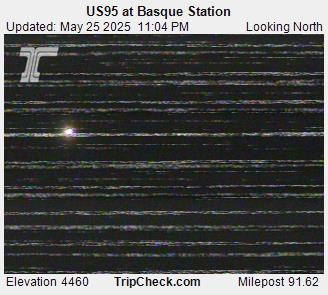 US95 at Basque Station
Updated: May 25 2025 11:04 PM Looking North
Elevation 4460 TripCheck.com Milepost 91.62